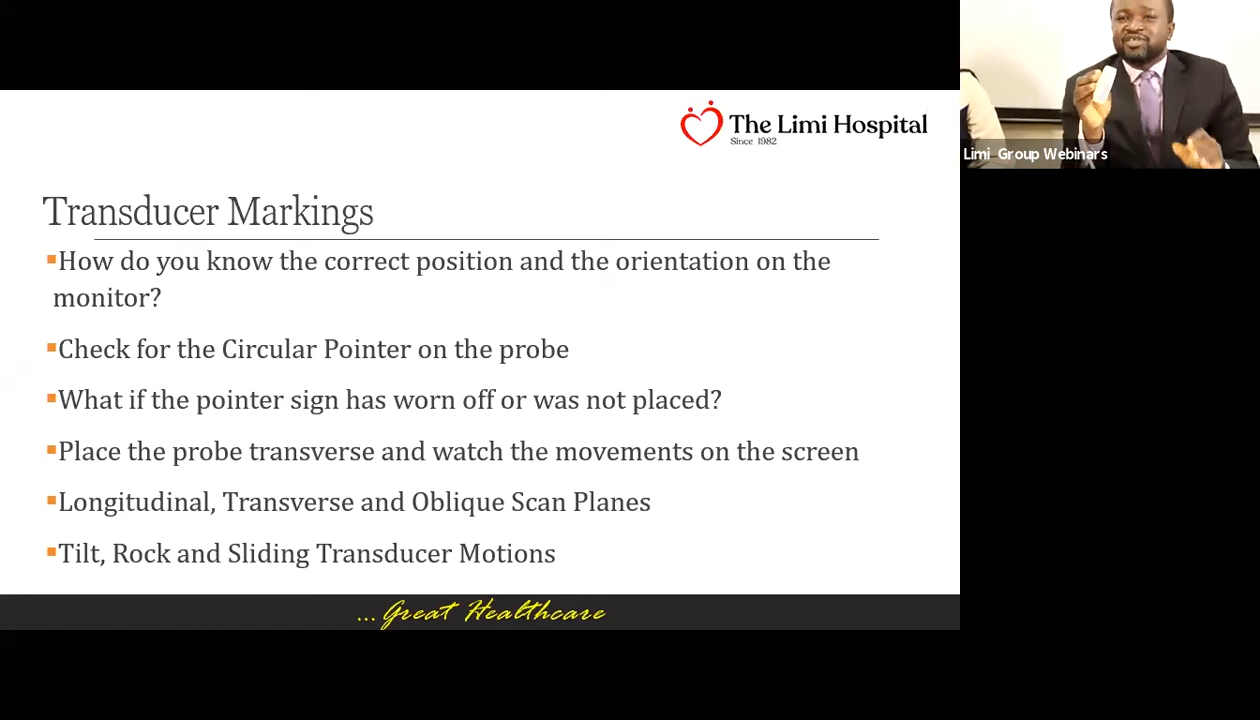 The Limi Hospital
Since 1982
Limi Group Webinars
Transducer Markings
▪How do you know the correct position and the orientation on the
monitor?
▪Check for the Circular Pointer on the probe
▪What if the pointer sign has worn off or was not placed?
▪Place the probe transverse and watch the movements on the screen
▪Longitudinal, Transverse and Oblique Scan Planes
▪Tilt, Rock and Sliding Transducer Motions
... Great Healthcare